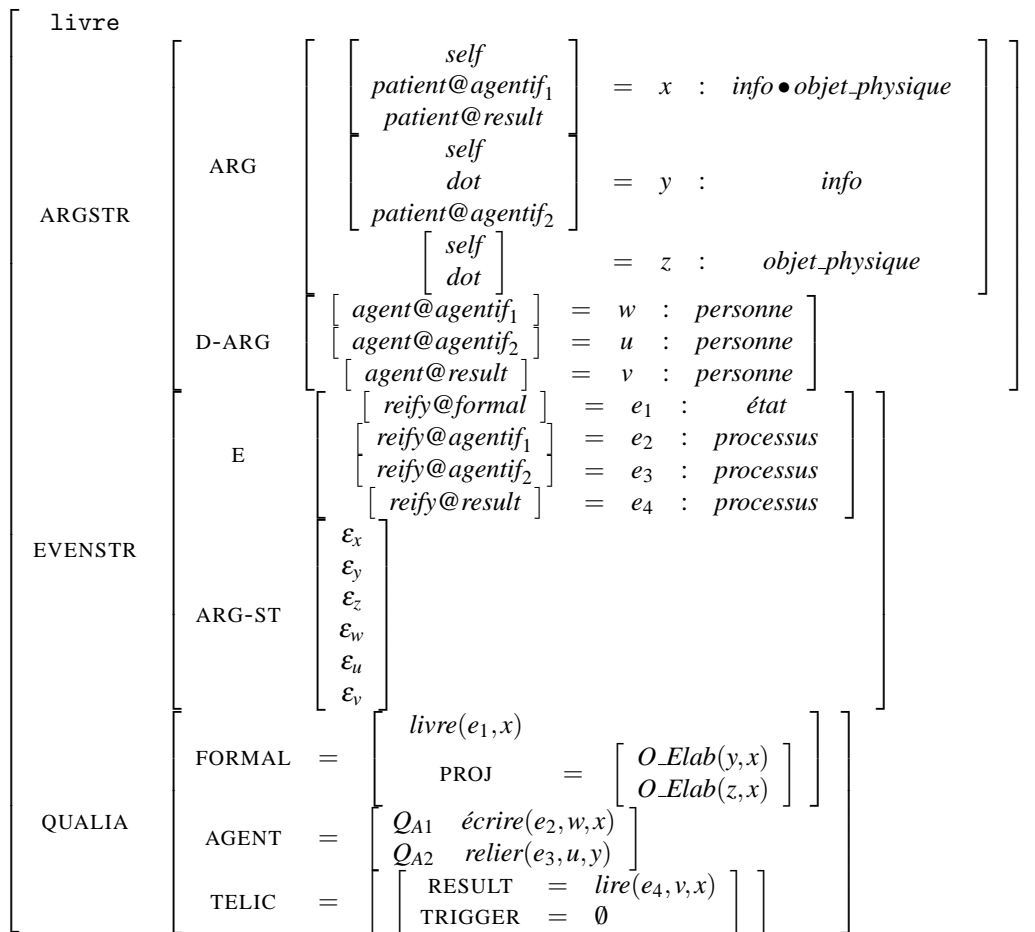 livre
self
patient@agentif₁ = x : info • objet_physique
patient@result
self
ARG dot = y : info
patient@agentif₂
ARGSTR
self
dot = z : objet_physique
agent@agentif₁ = w : personne
D-ARG agent@agentif₂ = u : personne
agent@result = v : personne
reify@formal = e₁ : état
E reify@agentif₁ = e₂ : processus
reify@agentif₂ = e₃ : processus
reify@result = e₄ : processus
EVENSTR
εx
εy
εz
ARG-ST
εw
εu
εv
livre(e₁,x)
FORMAL = PROJ = O_Elab(y,x)
O_Elab(z,x)
QUALIA AGENT = Q_A1 écrire(e₂,w,x)
Q_A2 relier(e₃,u,y)
TELIC = RESULT = lire(e₄,v,x)
TRIGGER = ∅